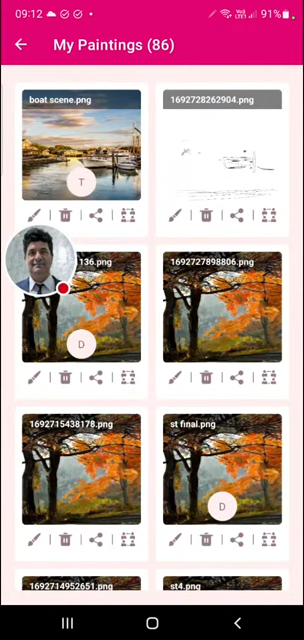 09:12
91%
My Paintings (86)
boat scene.png
1692728262904.png
T
136.png
1692727898806.png
D
1692715438178.png
st final.png
D
1692714952651.png
st4.png